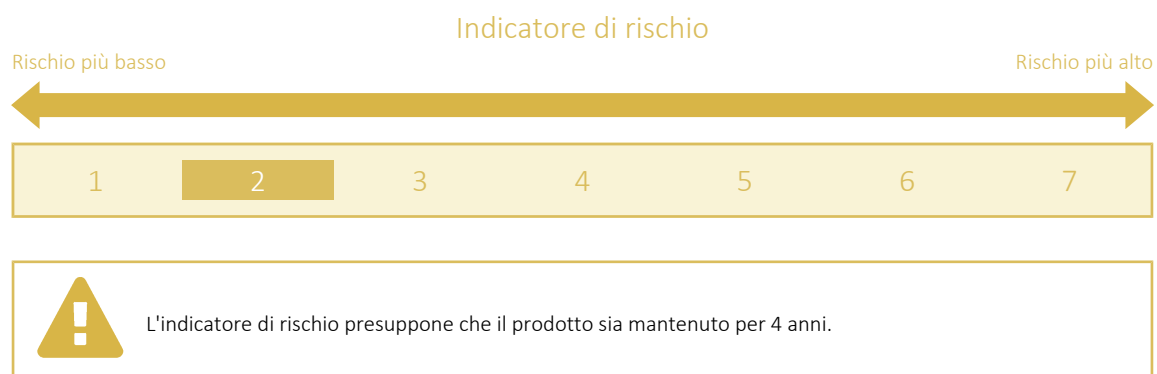 Indicatore di rischio
Rischio più basso
Rischio più alto
1 2 3 4 5 6 7
L'indicatore di rischio presuppone che il prodotto sia mantenuto per 4 anni.